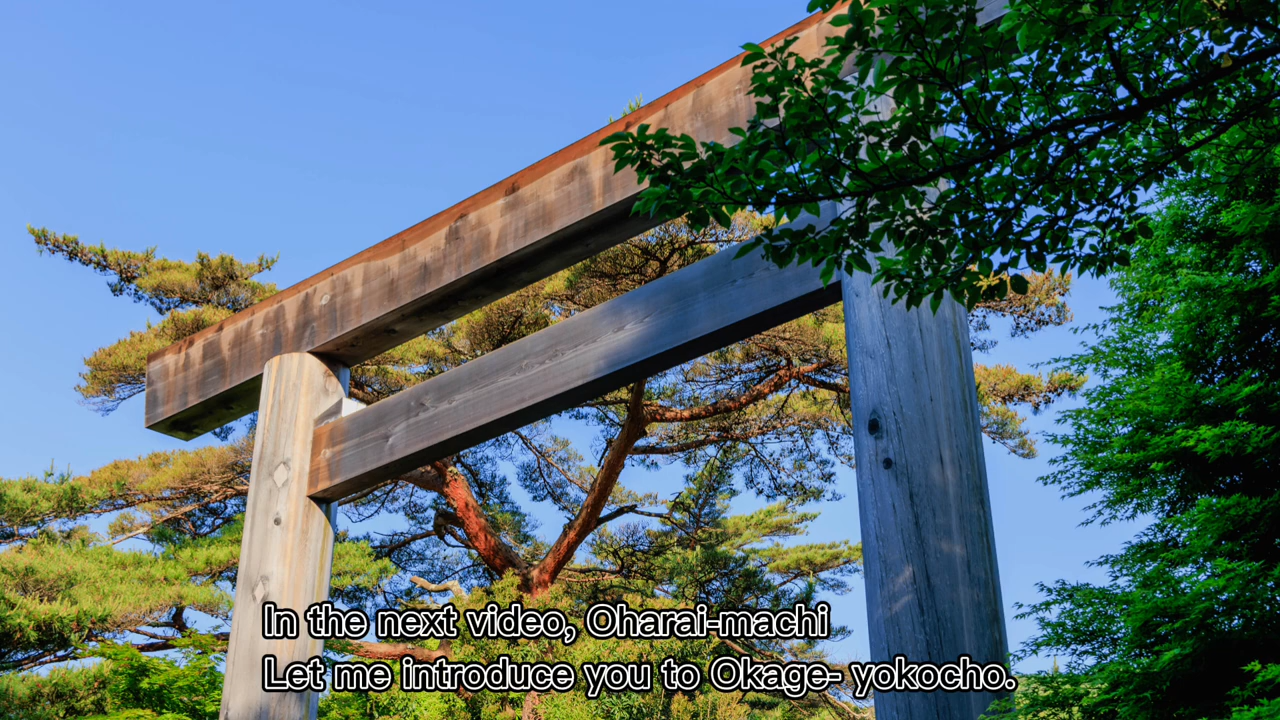 In the next video, Oharai-machi
Let me introduce you to Okage- yokocho.